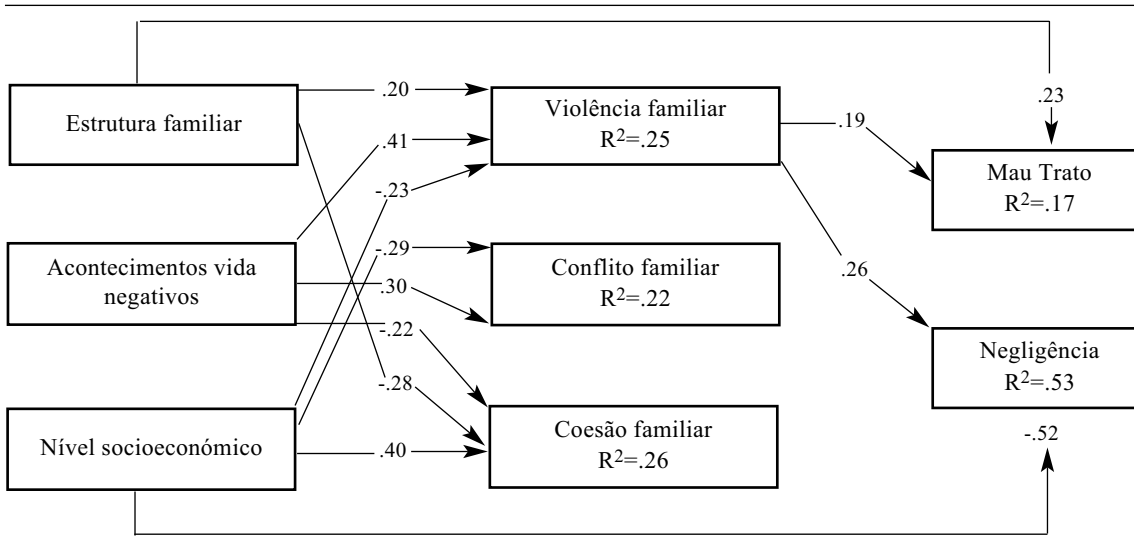 Estrutura familiar
Acontecimentos vida
negativos
Nível socioeconómico
.20
.41
-.23
-.29
.30
-.22
-.28
.40
Violência familiar
R²=.25
Conflito familiar
R²=.22
Coesão familiar
R²=.26
.19
.26
.23
Mau Trato
R²=.17
Negligência
R²=.53
-.52